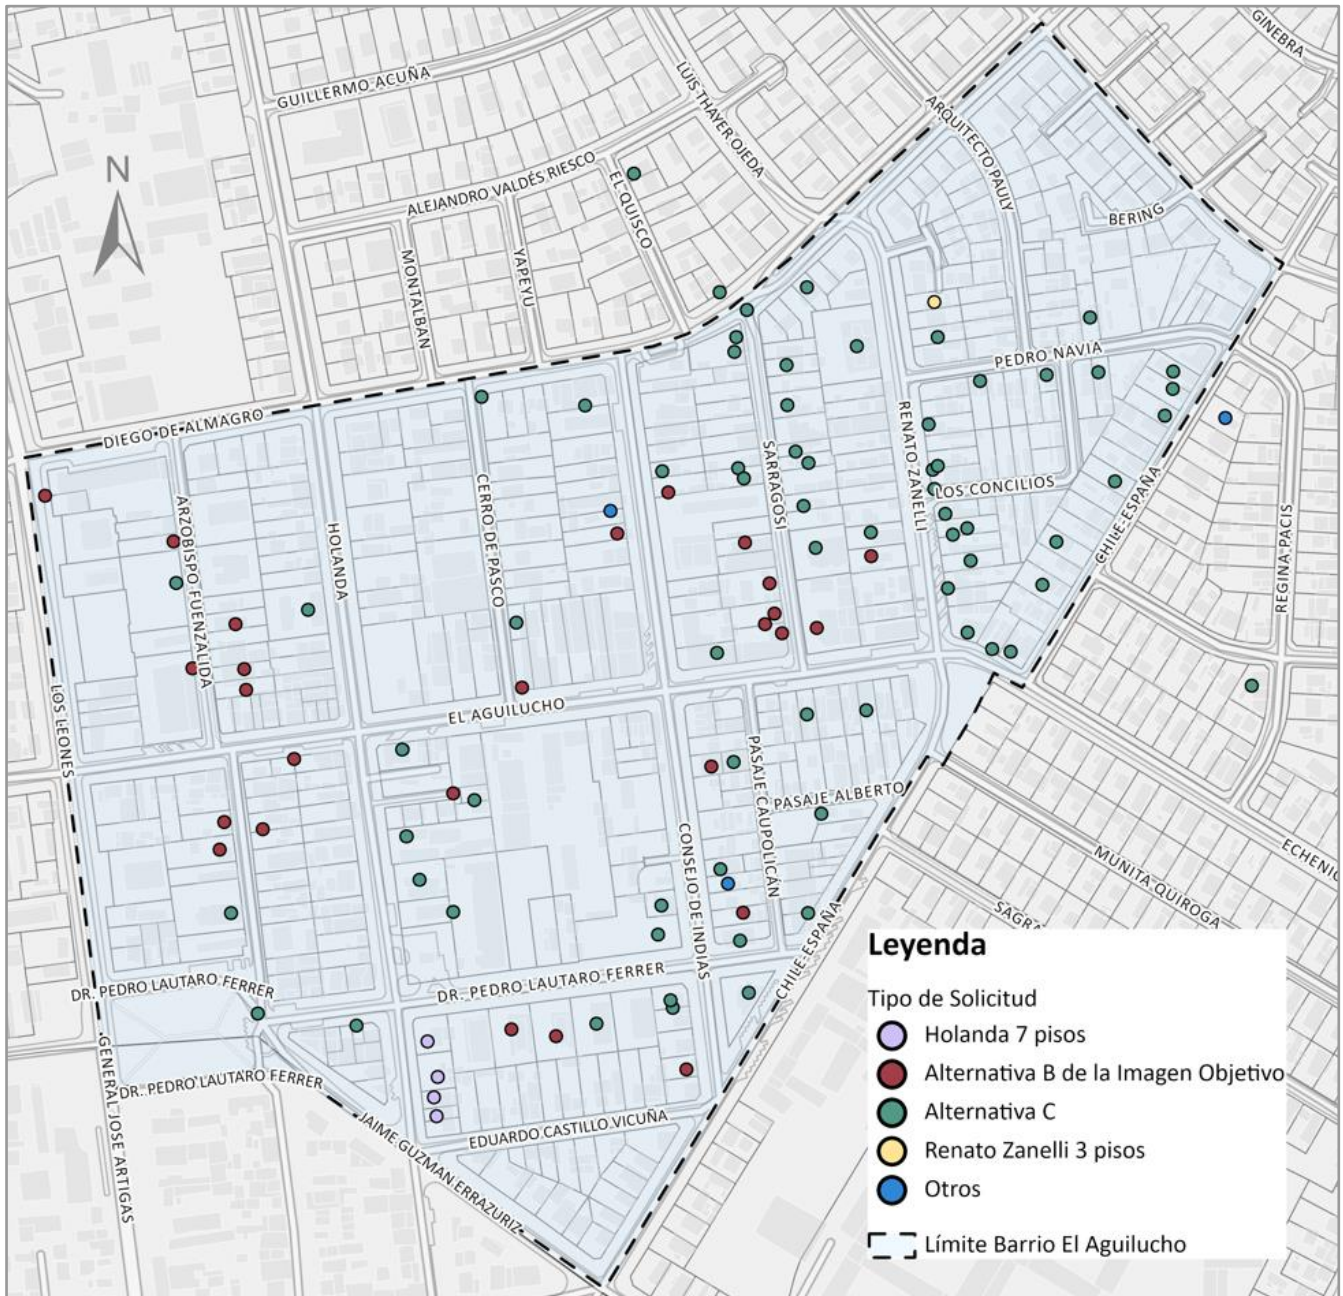 GINEBRA
GUILLERMO ACUÑA
LUIS THAYER OJEDA
ARQUITECTO PAULY
N
ALEJANDRO VALDÉS RIESCO
EL QUISCO
BERING
MONTALBAN
YAPEYU
PEDRO NAVIA
DIEGO DE ALMAGRO
RENATO ZANELLI
SARRAGOSI
CERRO DE PASCO
LOS CONCILIOS
ARZOBISPO FUENZALIDA
HOLANDA
CHILE-ESPAÑA
REGINA PACIS
LOS LEONES
EL AGUILUCHO
PASAJE CAUPOLICÁN
PASAJE ALBERTO
CONSEJO DE INDIAS
MUÑITA QUIROGA
ECHENIQ
SAGRA
CHILE-ESPAÑA
DR. PEDRO LAUTARO FERRER
DR. PEDRO LAUTARO FERRER
DR. PEDRO LAUTARO FERRER
GENERAL JOSE ARTIGAS
JAIME GUZMAN ERRAZURIZ
EDUARDO CASTILLO VICUÑA
Leyenda
Tipo de Solicitud
Holanda 7 pisos
Alternativa B de la Imagen Objetivo
Alternativa C
Renato Zanelli 3 pisos
Otros
Límite Barrio El Aguilucho